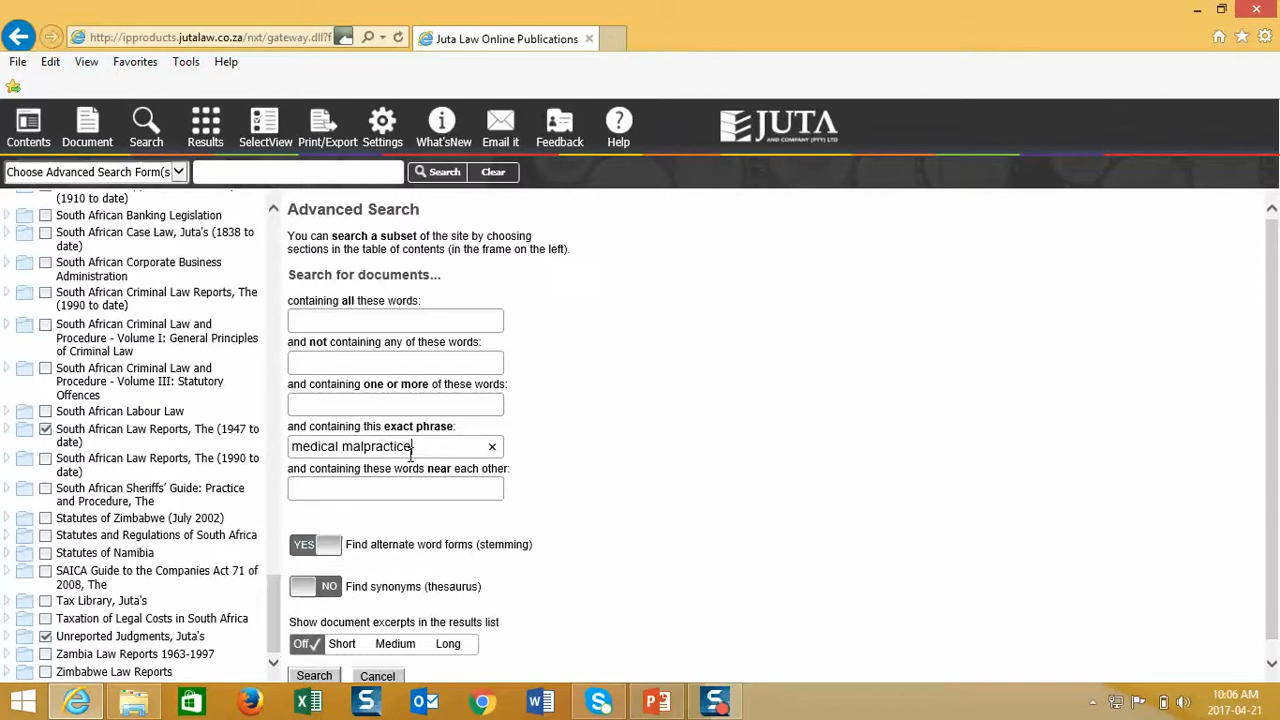 http://ipproducts.jutalaw.co.za/nxt/gateway.dll?f
Juta Law Online Publications
File Edit View Favorites Tools Help
Contents Document Search Results SelectView Print/Export Settings What'sNew Email it Feedback Help
JUTA
AND COMPANY (PTY) LTD
Choose Advanced Search Form(s
Search Clear
(1910 to date)
South African Banking Legislation
South African Case Law, Juta's (1838 to
date)
South African Corporate Business
Administration
South African Criminal Law Reports, The
(1990 to date)
South African Criminal Law and
Procedure - Volume I: General Principles
of Criminal Law
South African Criminal Law and
Procedure - Volume III: Statutory
Offences
South African Labour Law
South African Law Reports, The (1947 to
date)
South African Law Reports, The (1990 to
date)
South African Sheriffs' Guide: Practice
and Procedure, The
Statutes of Zimbabwe (July 2002)
Statutes and Regulations of South Africa
Statutes of Namibia
SAICA Guide to the Companies Act 71 of
2008, The
Tax Library, Juta's
Taxation of Legal Costs in South Africa
Unreported Judgments, Juta's
Zambia Law Reports 1963-1997
Zimbabwe Law Reports
Advanced Search
You can search a subset of the site by choosing
sections in the table of contents (in the frame on the left).
Search for documents...
containing all these words:
and not containing any of these words:
and containing one or more of these words:
and containing this exact phrase:
medical malpractice
and containing these words near each other:
YES Find alternate word forms (stemming)
NO Find synonyms (thesaurus)
Show document excerpts in the results list
Off Short Medium Long
Search Cancel
10:06 AM
2017-04-21